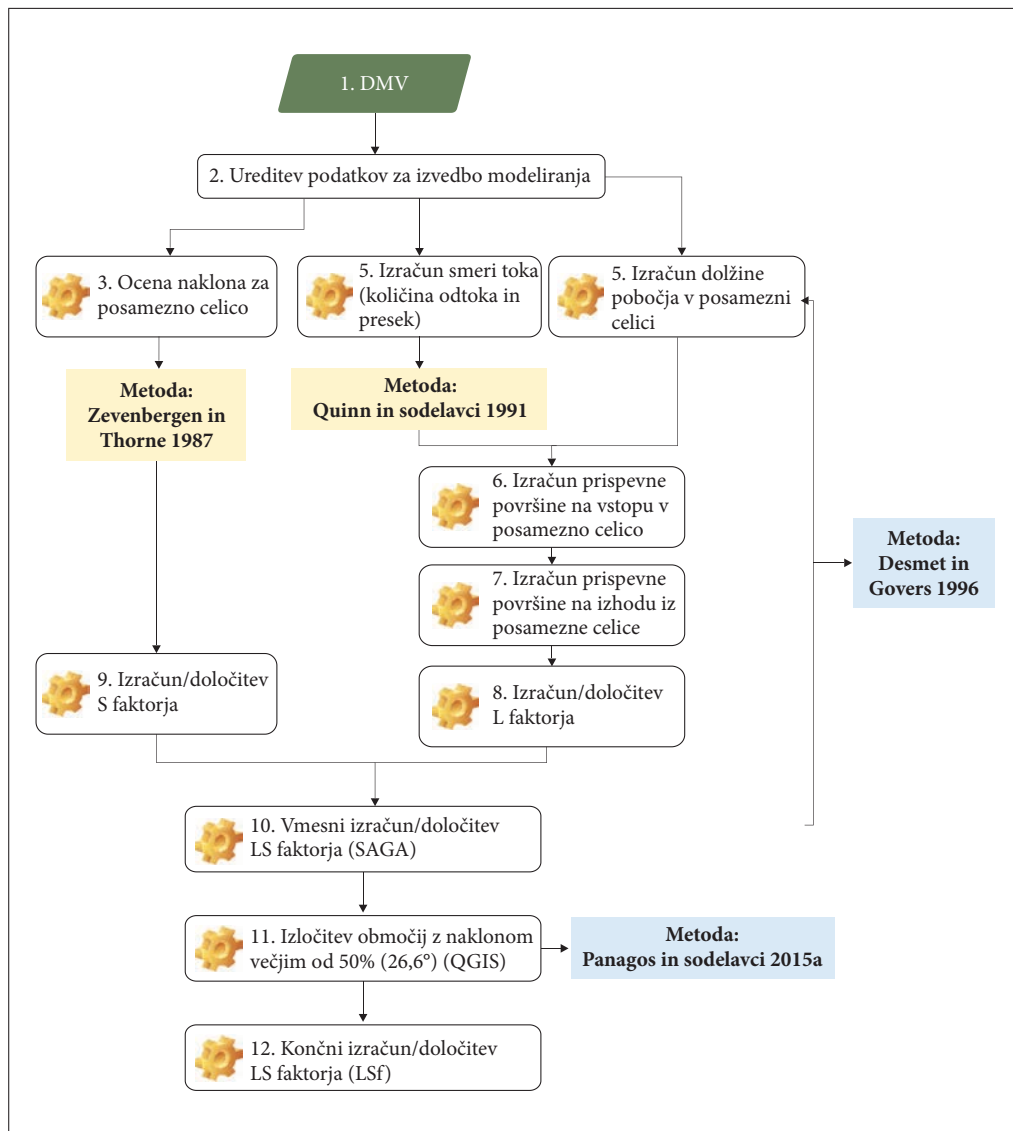 1. DMV
2. Ureditev podatkov za izvedbo modeliranja
3. Ocena naklona za
posamezno celico
5. Izračun smeri toka
(količina odtoka in
presek)
5. Izračun dolžine
pobočja v posamezni
celici
Metoda:
Zevenbergen in
Thorne 1987
Metoda:
Quinn in sodelavci 1991
6. Izračun prispevne
površine na vstopu v
posamezno celico
Metoda:
Desmet in
Govers 1996
7. Izračun prispevne
površine na izhodu iz
posamezne celice
9. Izračun/določitev
S faktorja
8. Izračun/določitev
L faktorja
10. Vmesni izračun/določitev
LS faktorja (SAGA)
11. Izločitev območij z naklonom
večjim od 50% (26,6°) (QGIS)
Metoda:
Panagos in sodelavci 2015a
12. Končni izračun/določitev
LS faktorja (LSf)